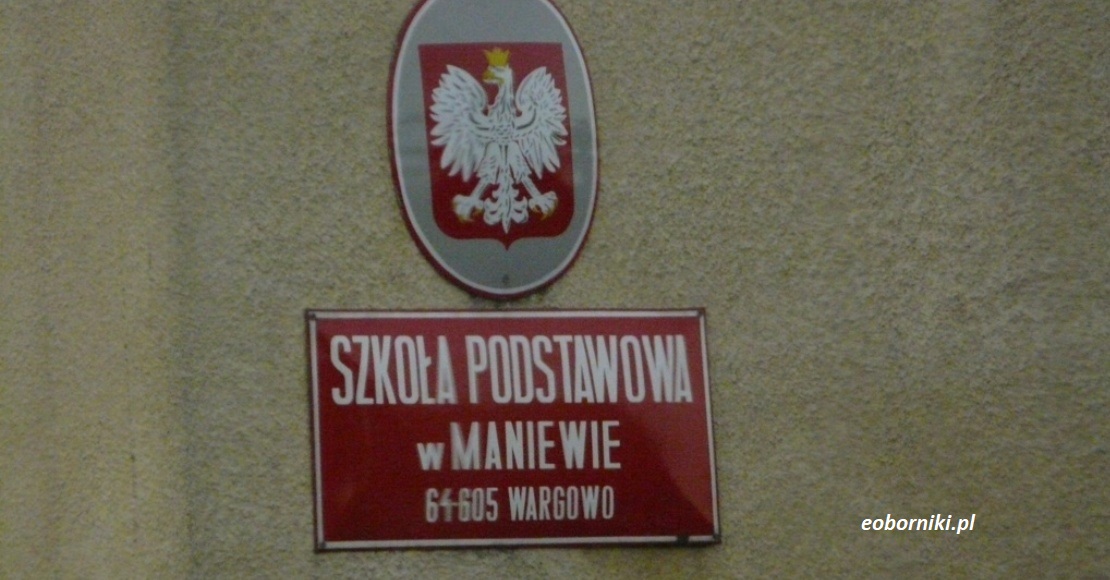 SZKOŁA PODSTAWOWA
w MANIEWIE
64-605 WARGOWO
eoborniki.pl